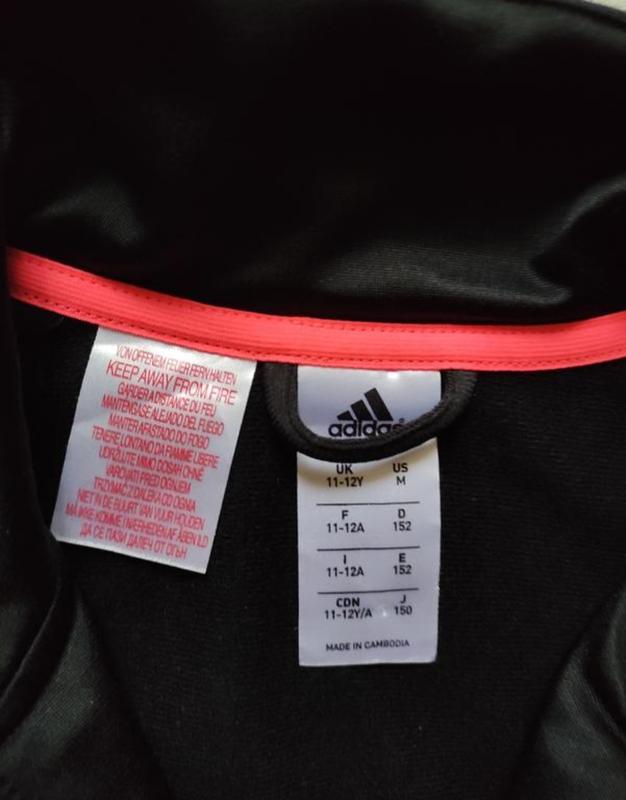 VON OFFENEM FEUER FERN HALTEN
KEEP AWAY FROM FIRE
GARDER A DISTANCE DU FEU
MANTENGASE ALEJADO DEL FUEGO
MANTER AFASTADO DO FOGO
TENERE LONTANO DA FIAMME LIBERE
UDRŽUJTE MIMO DOSAH OHNĚ
VAROVATI PRED OGNJEM
TRZYMAĆ Z DALEKA OD OGNIA
NIET IN DE BUURT VAN VUUR HOUDEN
MÅ IKKE KOMME I NÆRHEDEN AF ÅBEN ILD
ДА СЕ ПАЗИ ДАЛЕЧ ОТ ОГЪН
adidas
UK US
11-12Y M
F D
11-12A 152
I E
11-12A 152
CDN J
11-12Y/A 150
MADE IN CAMBODIA